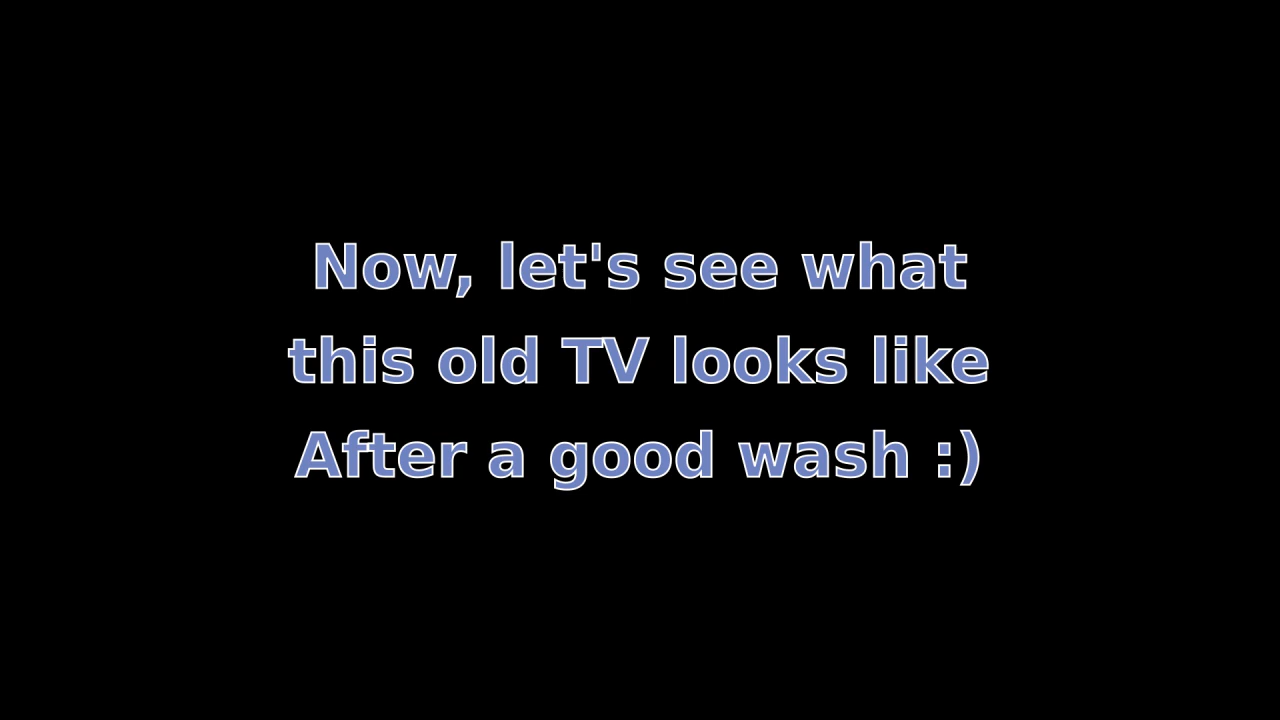 Now, let's see what
this old TV looks like
After a good wash :)